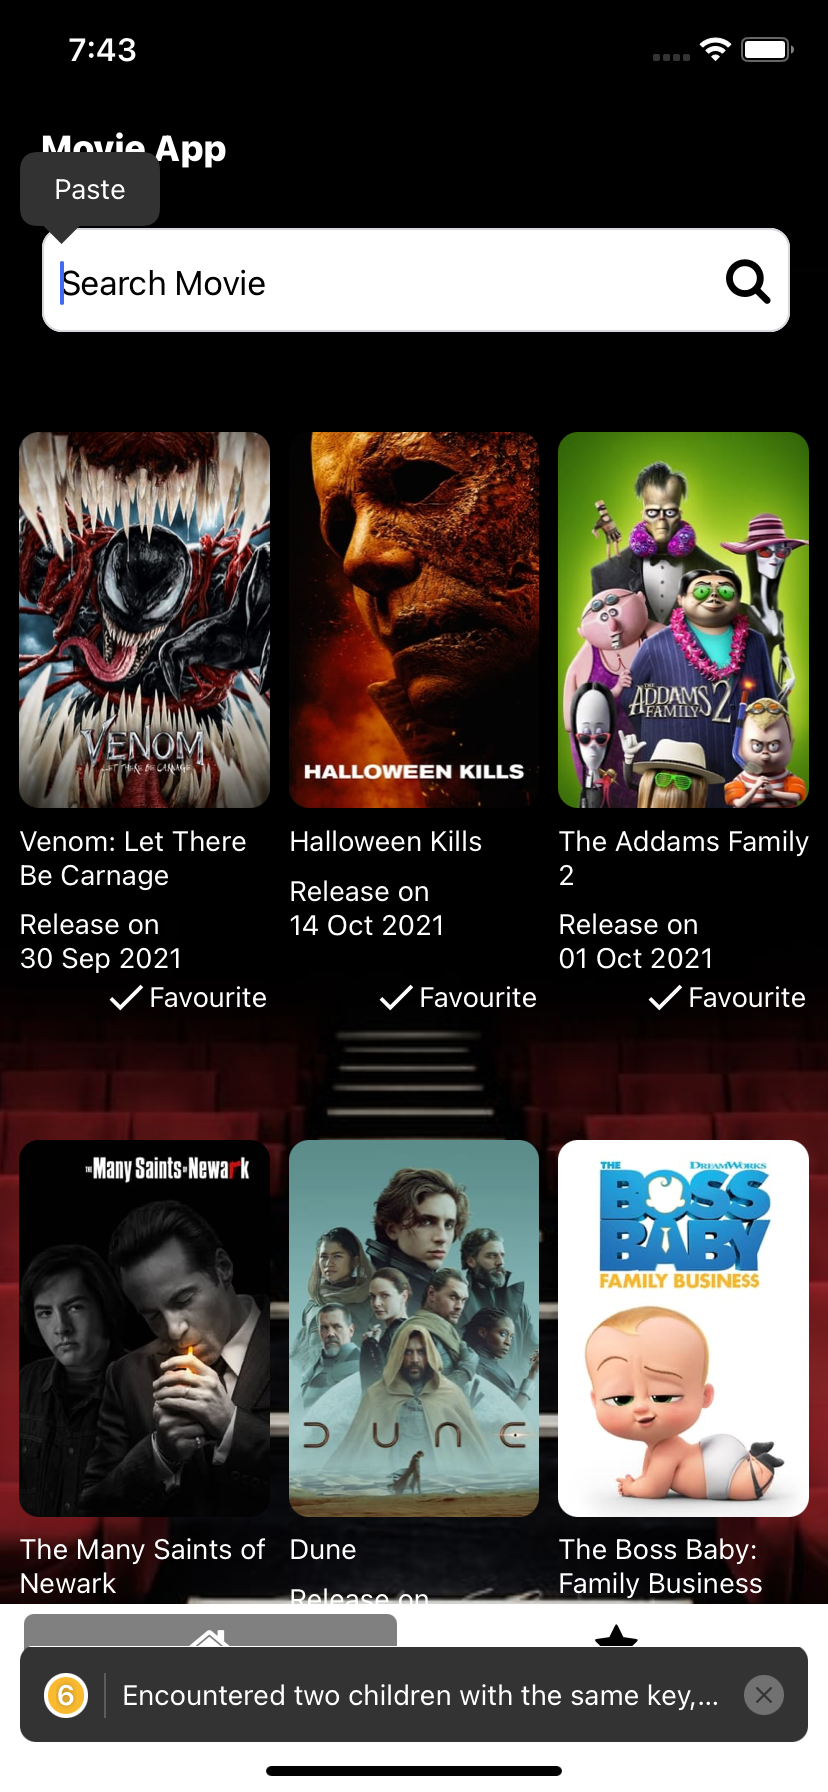 7:43
Movie App
Paste
Search Movie
VENOM
LET THERE BE CARNAGE
HALLOWEEN KILLS
THE
ADDAMS
FAMILY 2
Venom: Let There
Be Carnage
Release on
30 Sep 2021
Favourite
Halloween Kills
Release on
14 Oct 2021
Favourite
The Addams Family
2
Release on
01 Oct 2021
Favourite
THE Many Saints OF Newark
DUNE
THE
DREAMWORKS
BOSS
BABY
FAMILY BUSINESS
The Many Saints of
Newark
Dune
Release on
The Boss Baby:
Family Business
6
Encountered two children with the same key,...